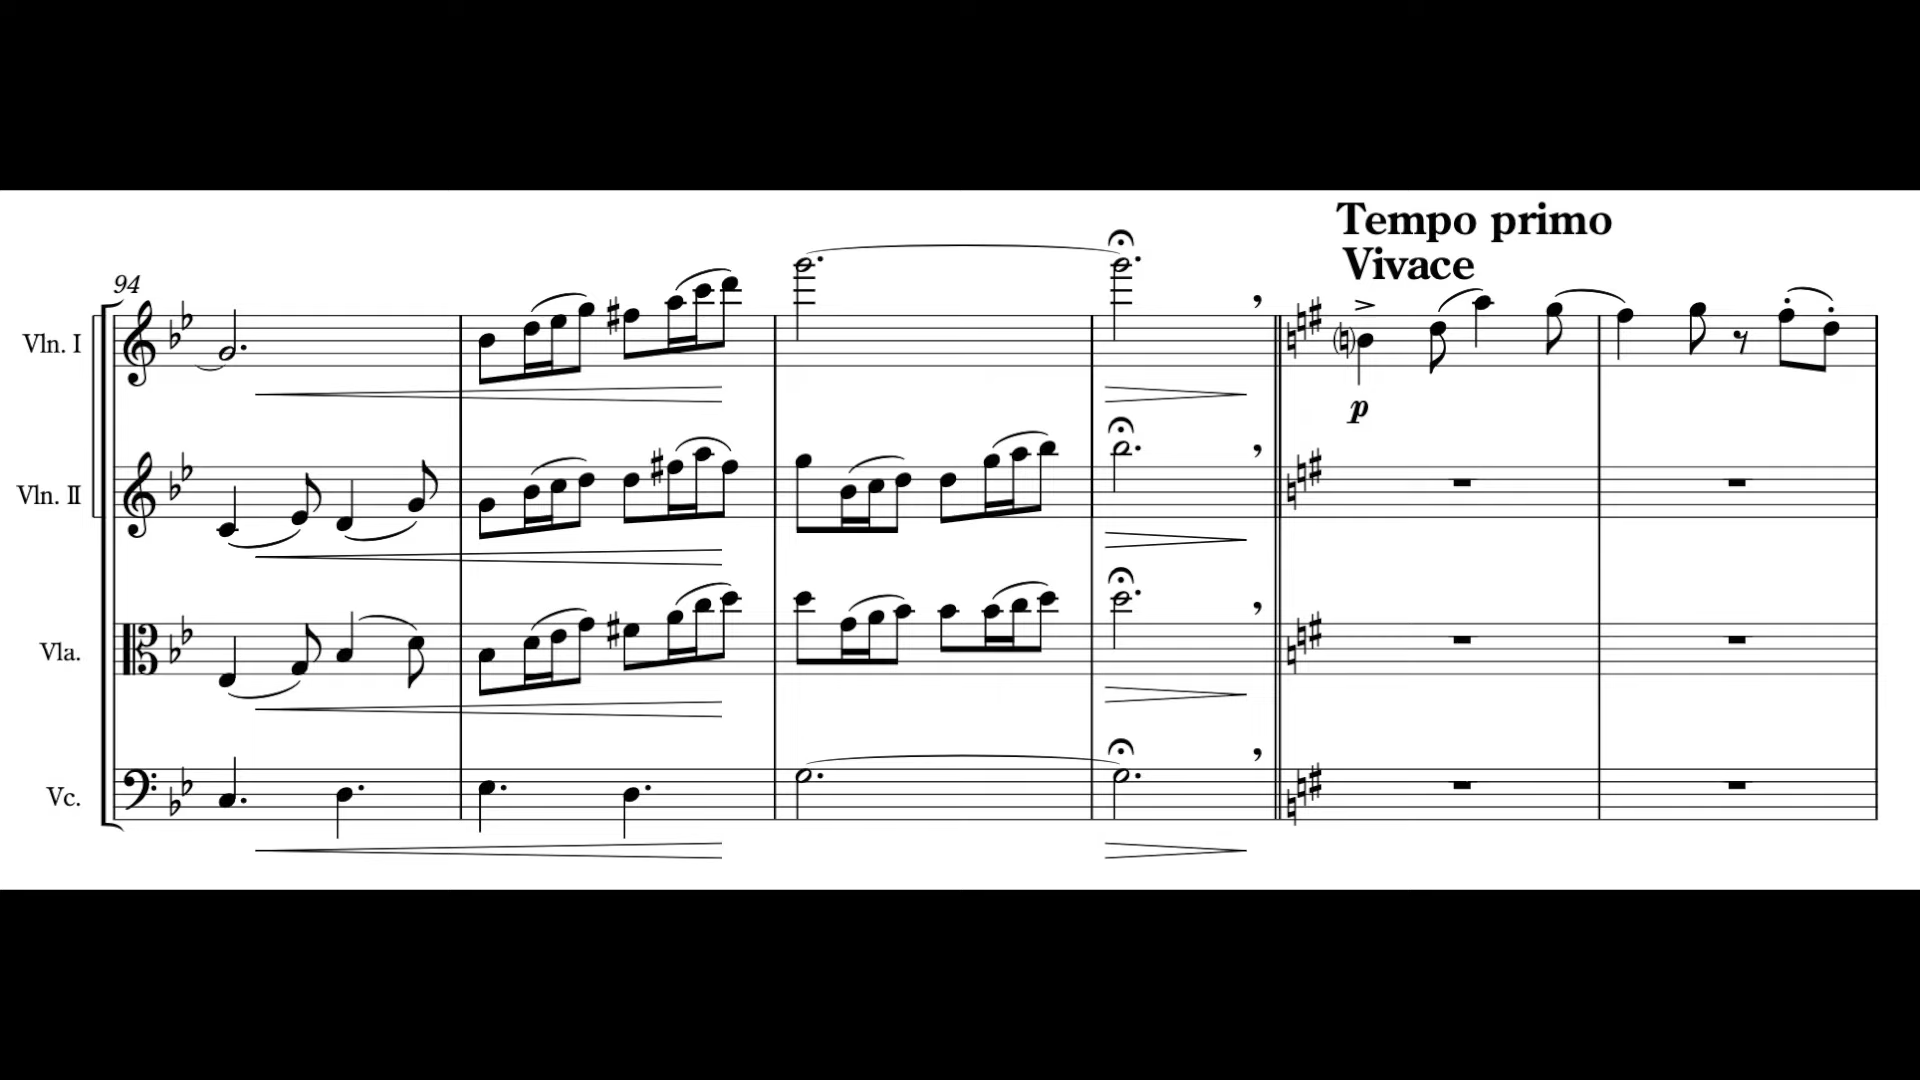 Tempo primo
Vivace
94
Vln. I
p
Vln. II
Vla.
Vc.